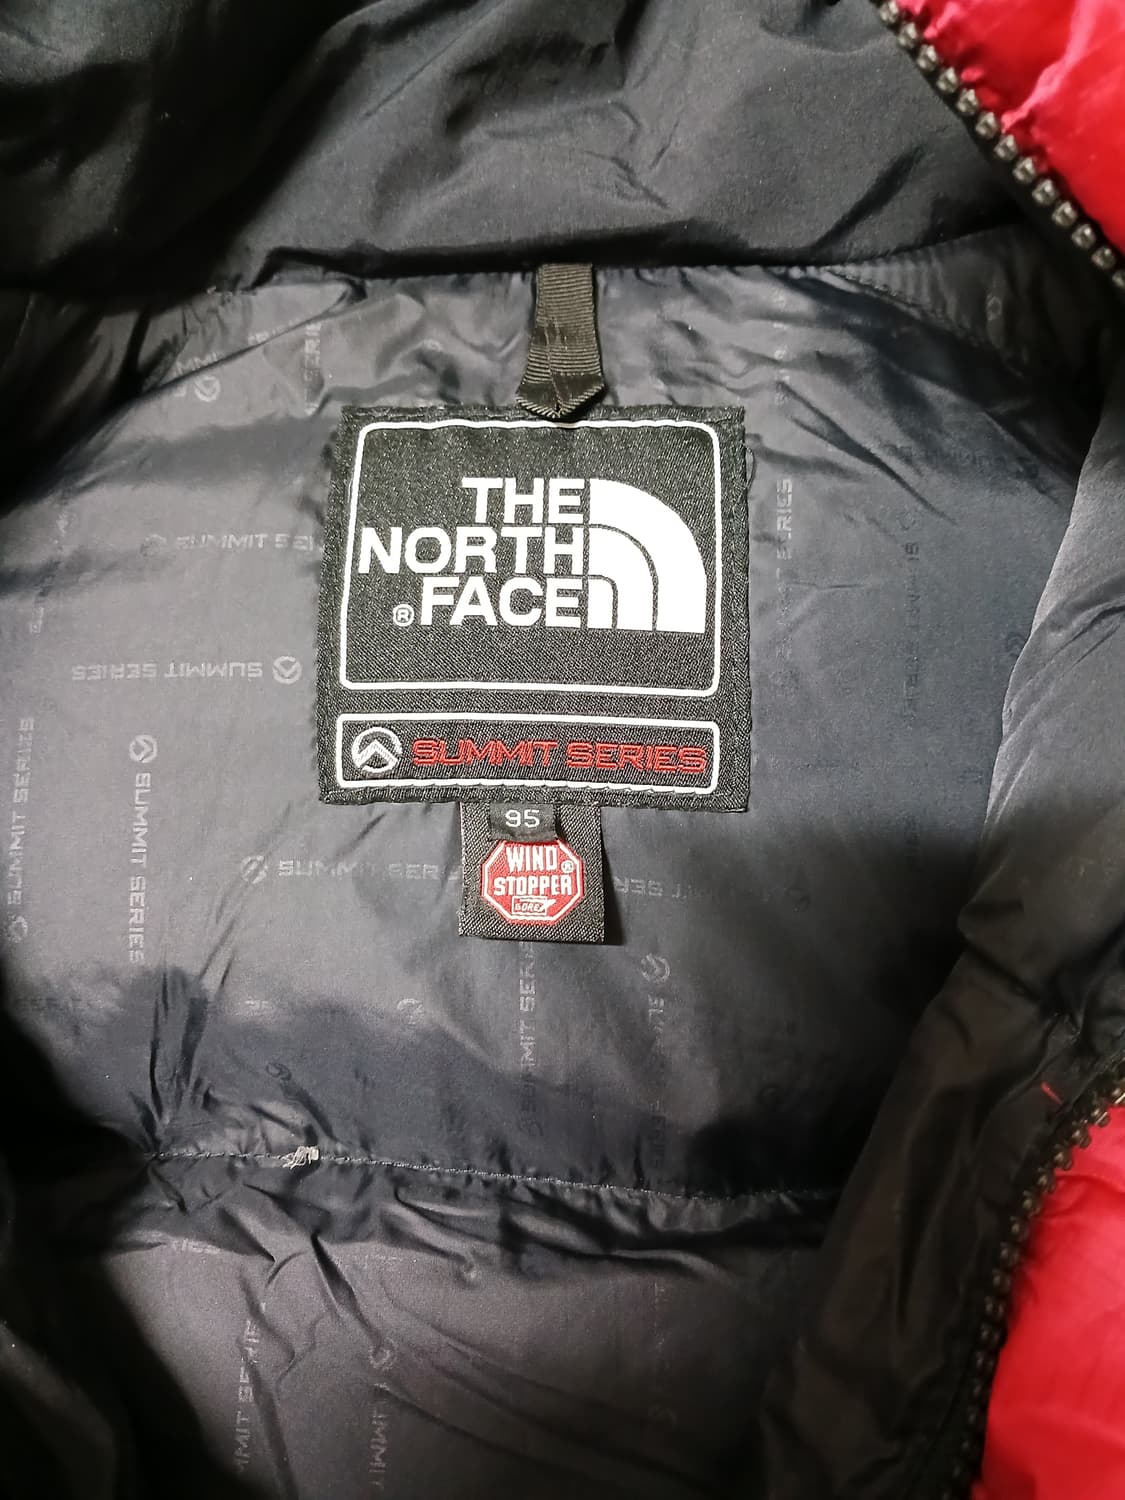 THE
NORTH
® FACE
SUMMIT SERIES
95
WIND
STOPPER®
GORE
SUMMIT SERIES
SUMMIT SERIES
SUMMIT SERIES